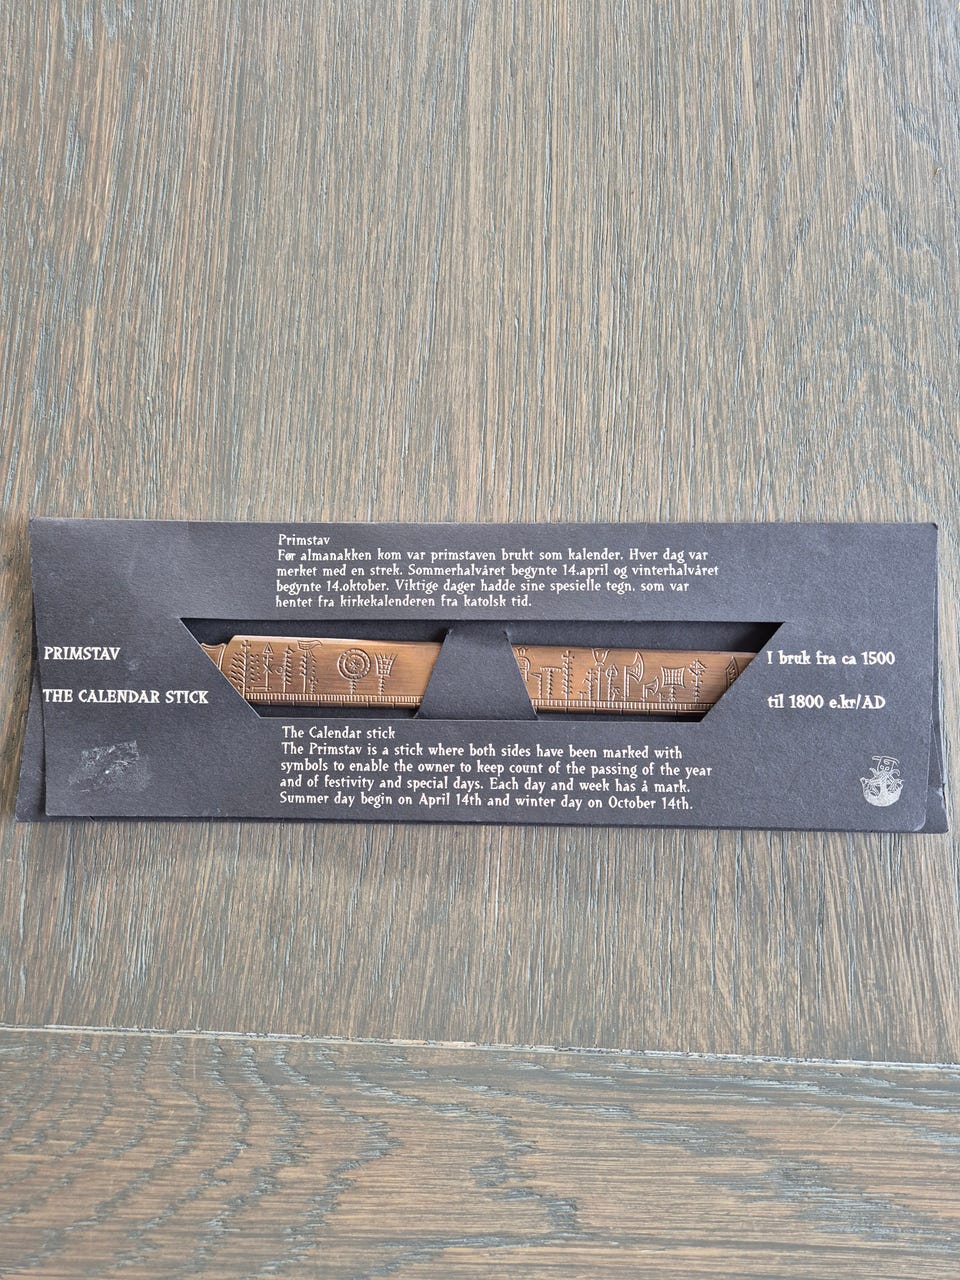 Primstav
Før almanakken kom var primstaven brukt som kalender. Hver dag var
merket med en strek. Sommerhalvåret begynte 14.april og vinterhalvåret
begynte 14.oktober. Viktige dager hadde sine spesielle tegn, som var
hentet fra kirkekalenderen fra katolsk tid.
PRIMSTAV
THE CALENDAR STICK
I bruk fra ca 1500
til 1800 e.kr/AD
The Calendar stick
The Primstav is a stick where both sides have been marked with
symbols to enable the owner to keep count of the passing of the year
and of festivity and special days. Each day and week has å mark.
Summer day begin on April 14th and winter day on October 14th.